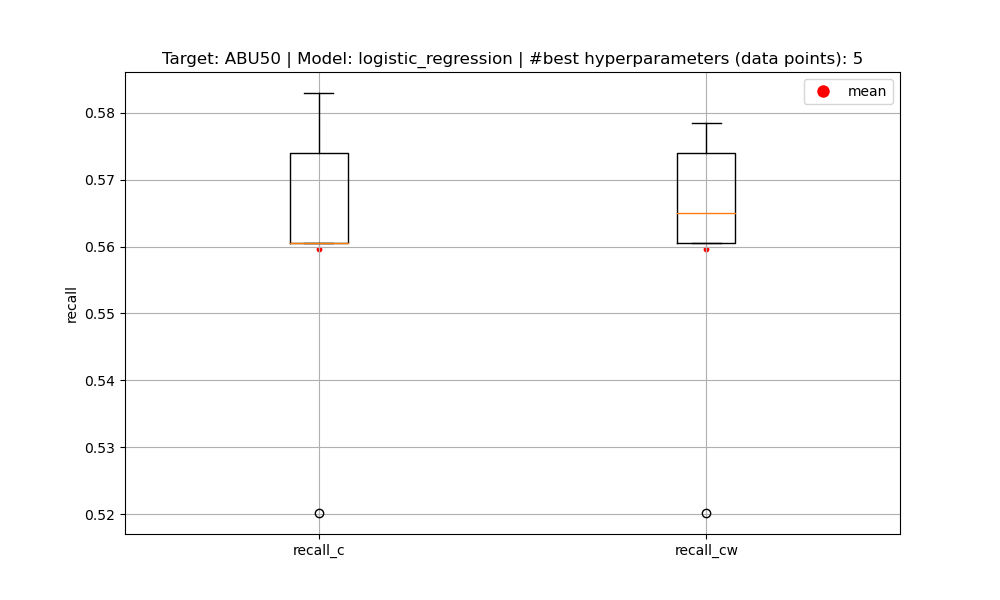 Target: ABU50 | Model: logistic_regression | #best hyperparameters (data points): 5
mean
0.58
0.57
0.56
0.55
0.54
0.53
0.52
recall
recall_c
recall_cw